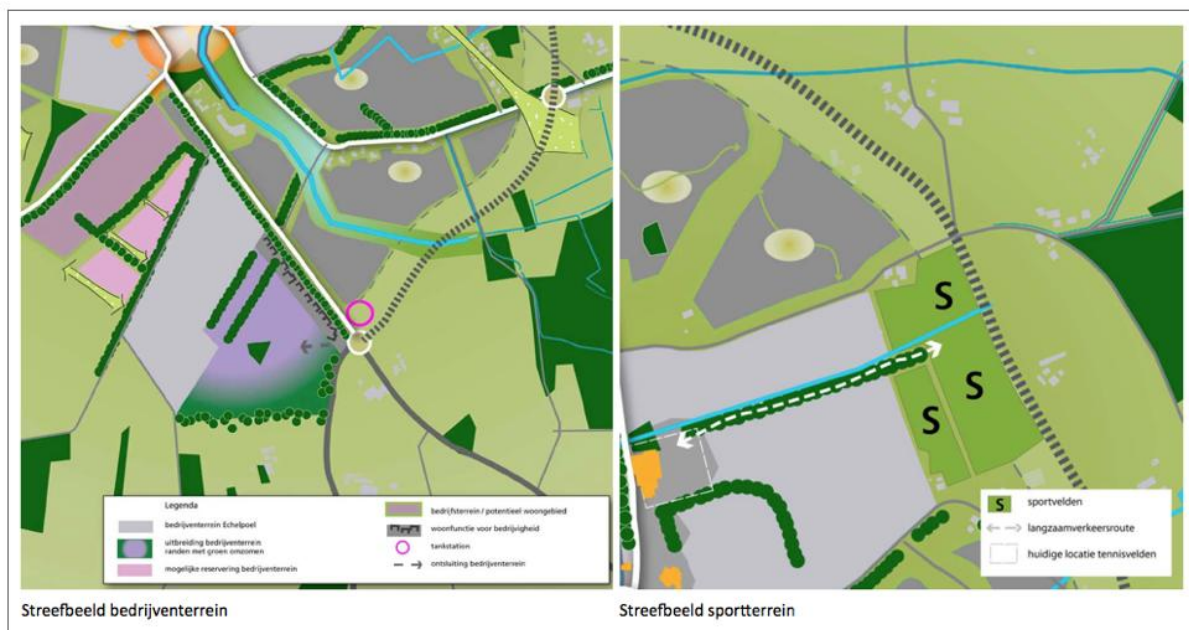 Legenda
bedrijventerrein Echelpoel
uitbreiding bedrijventerrein
randen met groen omzomen
mogelijke reservering bedrijventerrein
bedrijfsterrein / potentieel woongebied
woonfunctie voor bedrijvigheid
tankstation
ontsluiting bedrijventerrein
Streefbeeld bedrijventerrein
S
S
S
S
sportvelden
langzaamverkeersroute
huidige locatie tennisvelden
Streefbeeld sportterrein